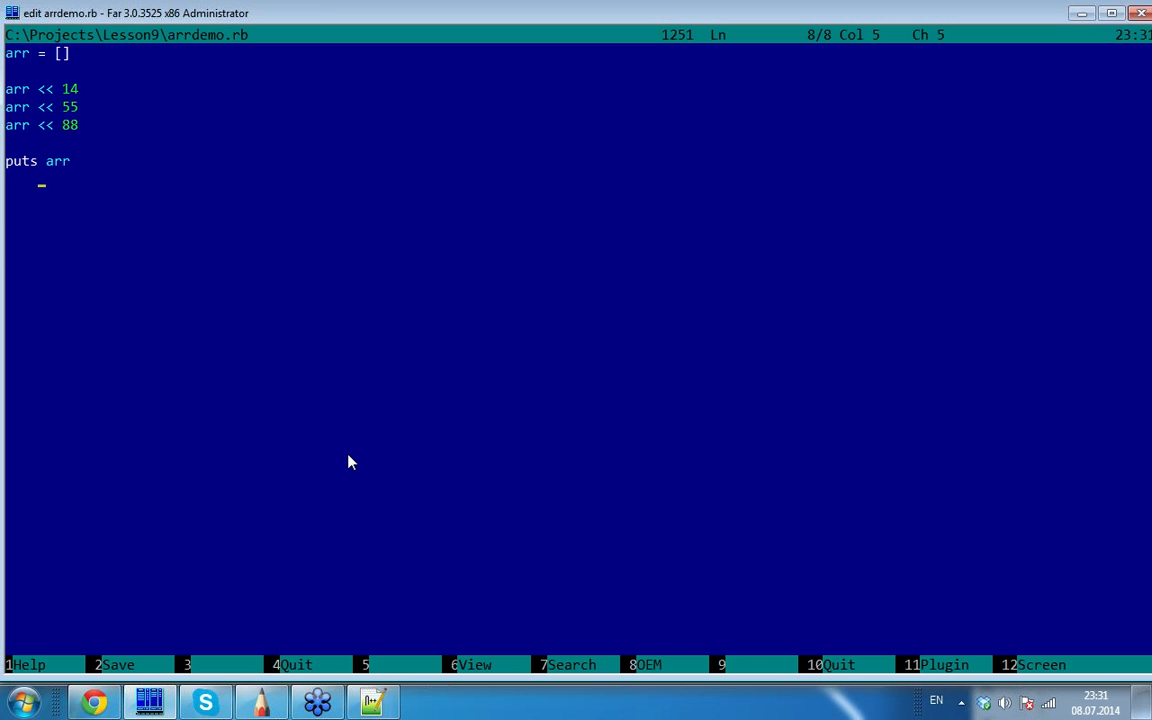 edit arrdemo.rb - Far 3.0.3525 x86 Administrator
C:\Projects\Lesson9\arrdemo.rb 1251 Ln 8/8 Col 5 Ch 5 23:31
arr = []
arr << 14
arr << 55
arr << 88
puts arr
1Help 2Save 3 4Quit 5 6View 7Search 8OEM 9 10Quit 11Plugin 12Screen
EN 23:31
08.07.2014